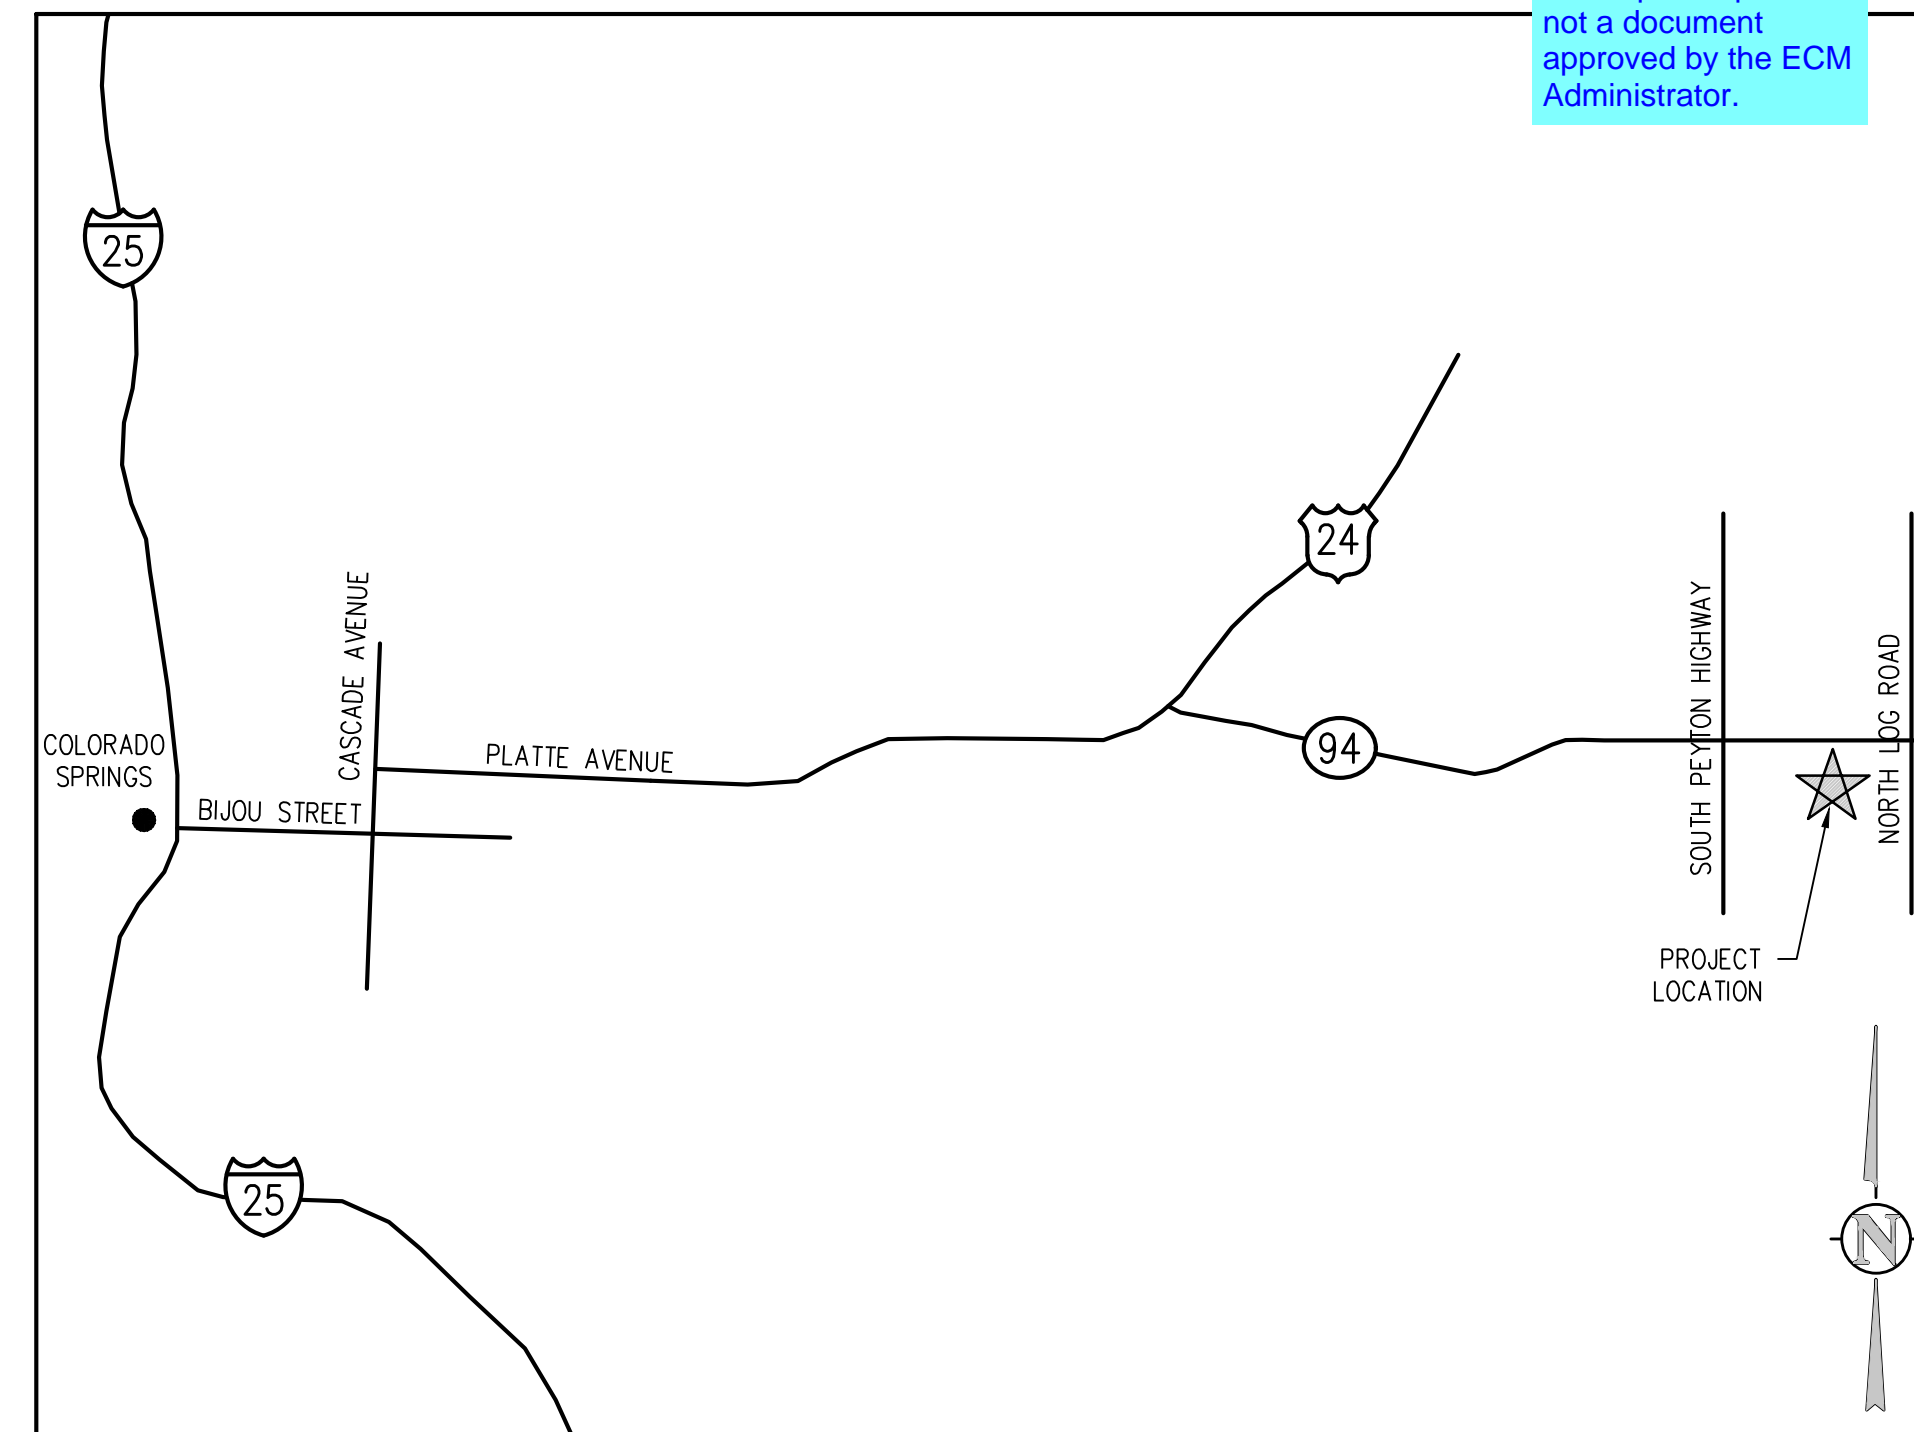 not a document
approved by the ECM
Administrator.
25
24
CASCADE AVENUE
SOUTH PEYTON HIGHWAY
NORTH LOG ROAD
COLORADO
SPRINGS
PLATTE AVENUE
94
BIJOU STREET
PROJECT
LOCATION
25
N